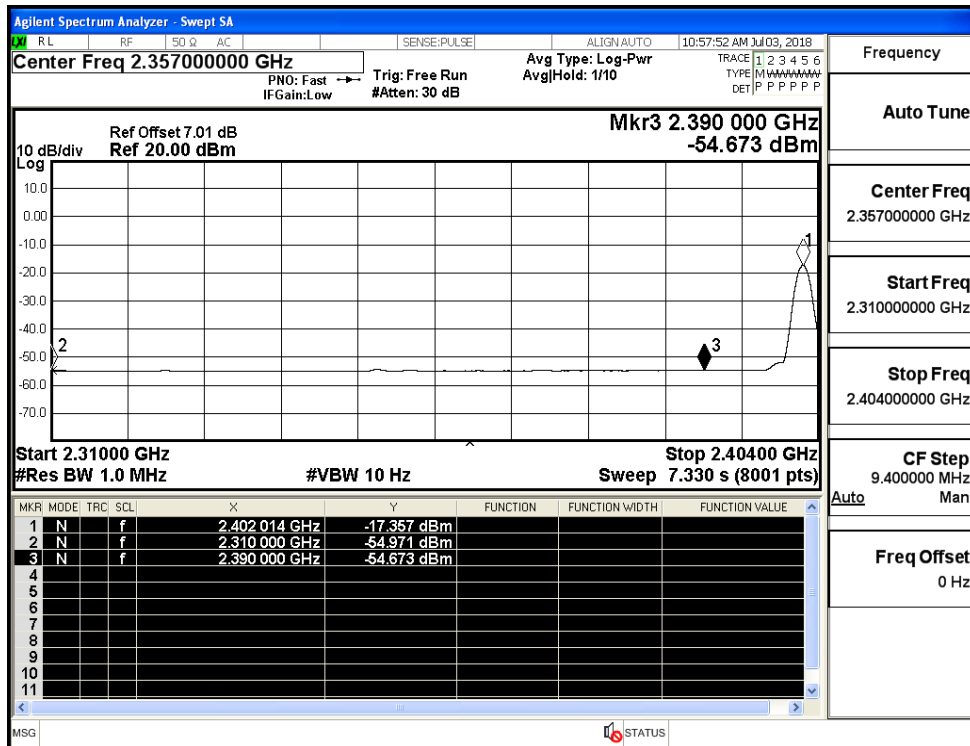 Agilent Spectrum Analyzer - Swept SA
LXI RL RF 50 Ω AC SENSE:PULSE ALIGN AUTO 10:57:52 AM Jul 03, 2018
Center Freq 2.357000000 GHz
PNO: Fast
IFGain:Low
Trig: Free Run
#Atten: 30 dB
Avg Type: Log-Pwr
Avg|Hold: 1/10
TRACE 1 2 3 4 5 6
TYPE M WWWWW
DET P P P P P P
Ref Offset 7.01 dB
10 dB/div Ref 20.00 dBm
Log
Mkr3 2.390 000 GHz
-54.673 dBm
10.0
0.00
-10.0
-20.0
-30.0
-40.0
-50.0
-60.0
-70.0
1
2
3
Start 2.31000 GHz Stop 2.40400 GHz
#Res BW 1.0 MHz #VBW 10 Hz Sweep 7.330 s (8001 pts)
MKR MODE TRC SCL X Y FUNCTION FUNCTION WIDTH FUNCTION VALUE
1 N f 2.402 014 GHz -17.357 dBm
2 N f 2.310 000 GHz -54.971 dBm
3 N f 2.390 000 GHz -54.673 dBm
4
5
6
7
8
9
10
11
MSG STATUS
Frequency
Auto Tune
Center Freq
2.357000000 GHz
Start Freq
2.310000000 GHz
Stop Freq
2.404000000 GHz
CF Step
9.400000 MHz
Auto Man
Freq Offset
0 Hz